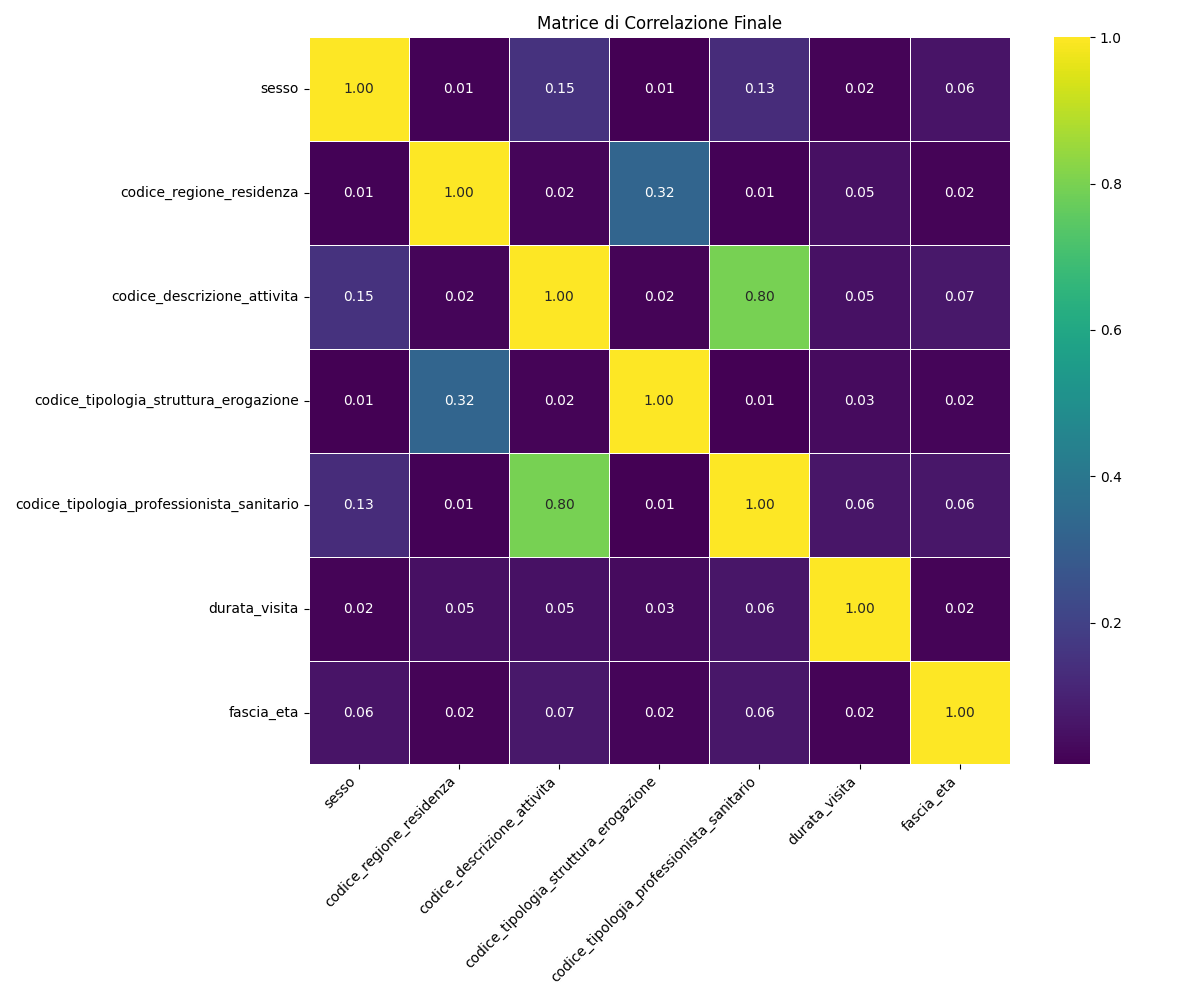 Matrice di Correlazione Finale
sesso 1.00 0.01 0.15 0.01 0.13 0.02 0.06
codice_regione_residenza 0.01 1.00 0.02 0.32 0.01 0.05 0.02
codice_descrizione_attivita 0.15 0.02 1.00 0.02 0.80 0.05 0.07
codice_tipologia_struttura_erogazione 0.01 0.32 0.02 1.00 0.01 0.03 0.02
codice_tipologia_professionista_sanitario 0.13 0.01 0.80 0.01 1.00 0.06 0.06
durata_visita 0.02 0.05 0.05 0.03 0.06 1.00 0.02
fascia_eta 0.06 0.02 0.07 0.02 0.06 0.02 1.00
sesso
codice_regione_residenza
codice_descrizione_attivita
codice_tipologia_struttura_erogazione
codice_tipologia_professionista_sanitario
durata_visita
fascia_eta
1.0
0.8
0.6
0.4
0.2